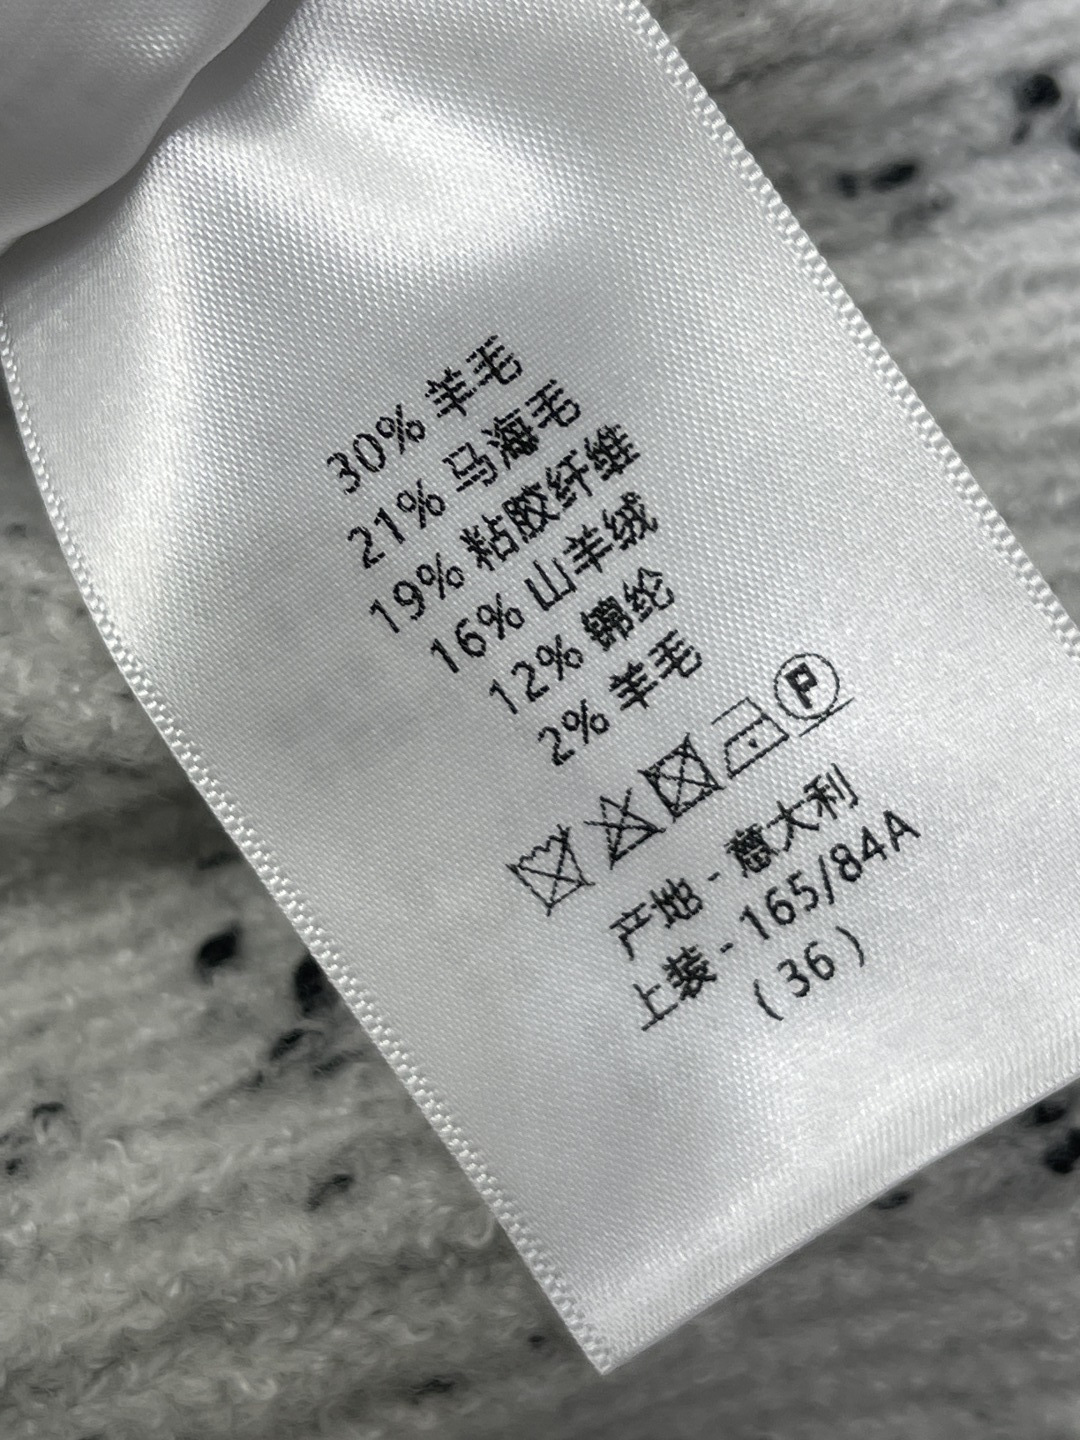 30% 羊毛
21% 马海毛
19% 粘胶纤维
16% 山羊绒
12% 锦纶
2% 羊毛
P
产地 - 意大利
上装 - 165/84A
(36)